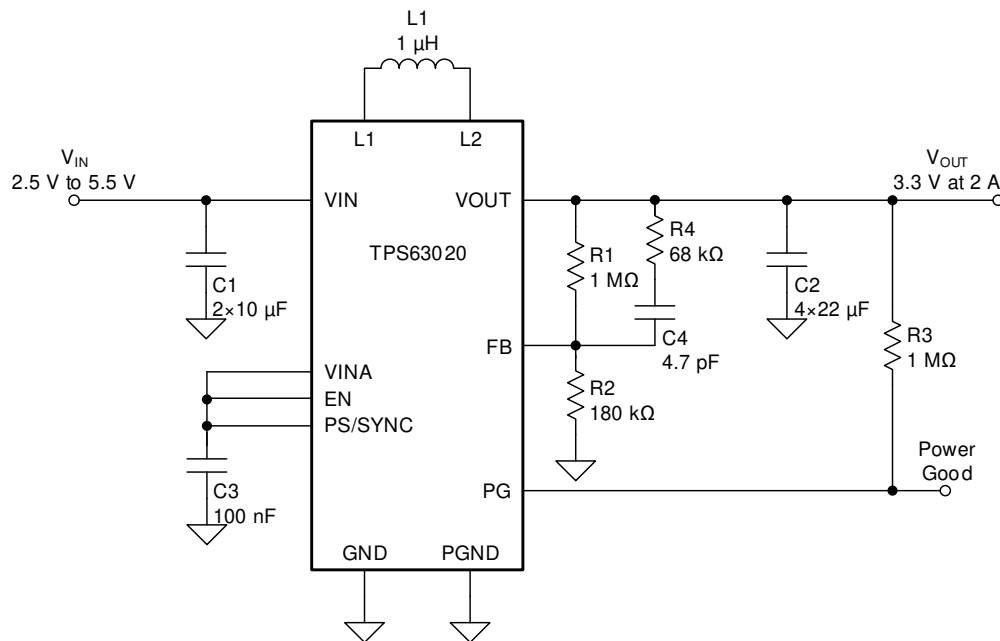 L1
1 µH
L1
L2
V_IN
2.5 V to 5.5 V
VIN
VOUT
V_OUT
3.3 V at 2 A
TPS63020
R1
1 MΩ
R4
68 kΩ
C1
2×10 µF
C2
4×22 µF
C4
4.7 pF
FB
R3
1 MΩ
VINA
EN
PS/SYNC
R2
180 kΩ
Power
Good
C3
100 nF
PG
GND
PGND